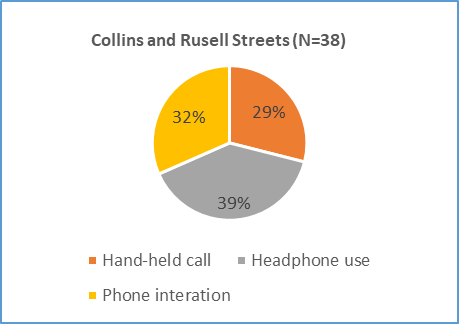 Collins and Rusell Streets (N=38)
32%
29%
39%
Hand-held call
Headphone use
Phone interation